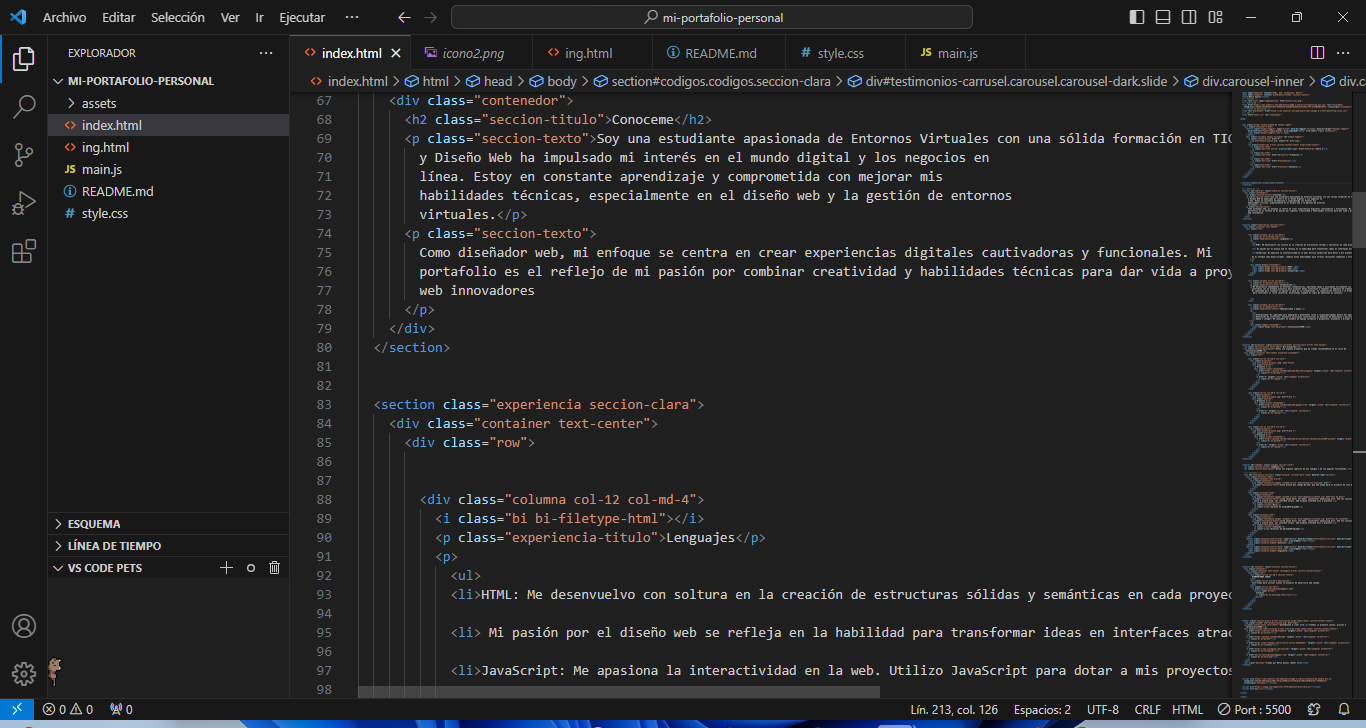 Archivo Editar Selección Ver Ir Ejecutar ··· mi-portafolio-personal
EXPLORADOR ···
MI-PORTAFOLIO-PERSONAL
assets
index.html
ing.html
JS main.js
README.md
# style.css
ESQUEMA
LÍNEA DE TIEMPO
VS CODE PETS
index.html icono2.png ing.html README.md # style.css JS main.js ···
index.html > html > head > body > section#codigos.codigos.seccion-clara > div#testimonios-carrusel.carousel.carousel-dark.slide > div.carousel-inner > div.ca
67 <div class="contenedor">
68 <h2 class="seccion-titulo">Conoceme</h2>
69 <p class="seccion-texto">Soy una estudiante apasionada de Entornos Virtuales con una sólida formación en TIC
70 y Diseño Web ha impulsado mi interés en el mundo digital y los negocios en
71 línea. Estoy en constante aprendizaje y comprometida con mejorar mis
72 habilidades técnicas, especialmente en el diseño web y la gestión de entornos
73 virtuales.</p>
74 <p class="seccion-texto">
75 Como diseñador web, mi enfoque se centra en crear experiencias digitales cautivadoras y funcionales. Mi
76 portafolio es el reflejo de mi pasión por combinar creatividad y habilidades técnicas para dar vida a proy
77 web innovadores
78 </p>
79 </div>
80 </section>
81
82
83 <section class="experiencia seccion-clara">
84 <div class="container text-center">
85 <div class="row">
86
87
88 <div class="columna col-12 col-md-4">
89 <i class="bi bi-filetype-html"></i>
90 <p class="experiencia-titulo">Lenguajes</p>
91 <p>
92 <ul>
93 <li>HTML: Me desenvuelvo con soltura en la creación de estructuras sólidas y semánticas en cada proye
94
95 <li> Mi pasión por el diseño web se refleja en la habilidad para transformar ideas en interfaces atrac
96
97 <li>JavaScript: Me apasiona la interactividad en la web. Utilizo JavaScript para dotar a mis proyectos
98
0 0 0 Lín. 213, col. 126 Espacios: 2 UTF-8 CRLF HTML Port : 5500